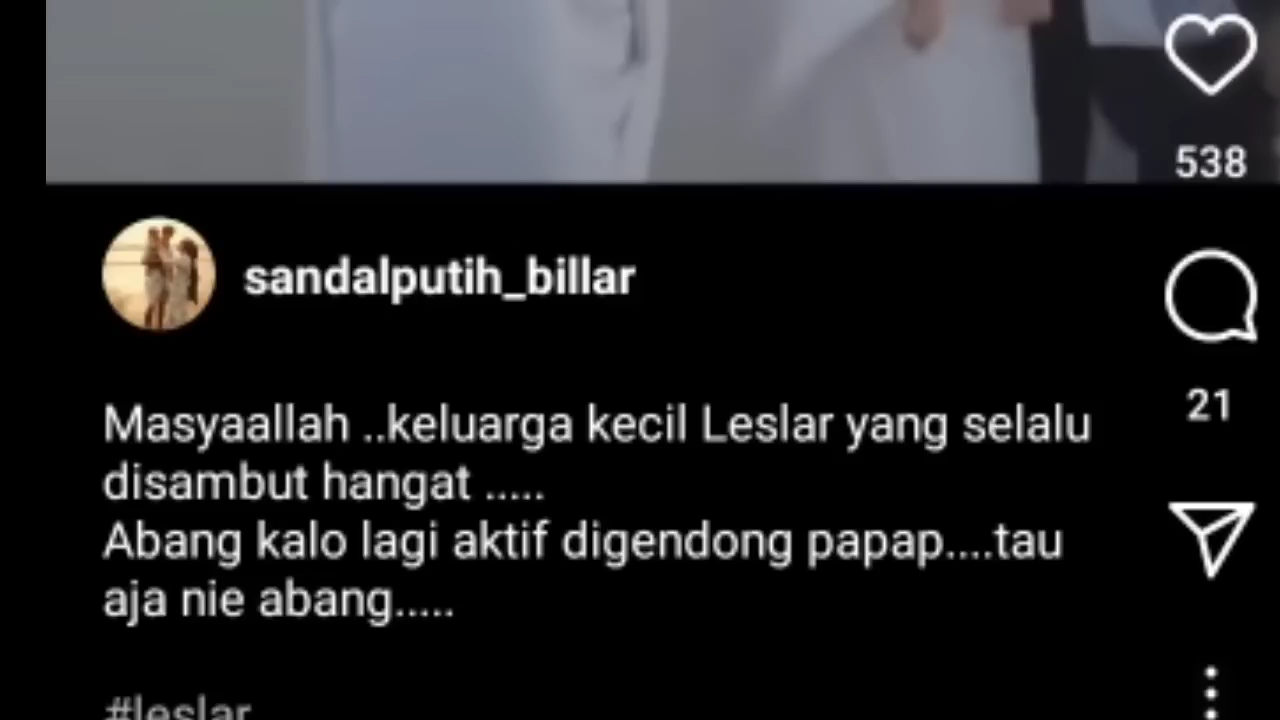 538
sandalputih_billar
Masyaallah ..keluarga kecil Leslar yang selalu
disambut hangat .....
21
Abang kalo lagi aktif digendong papap....tau
aja nie abang.....
#leslar